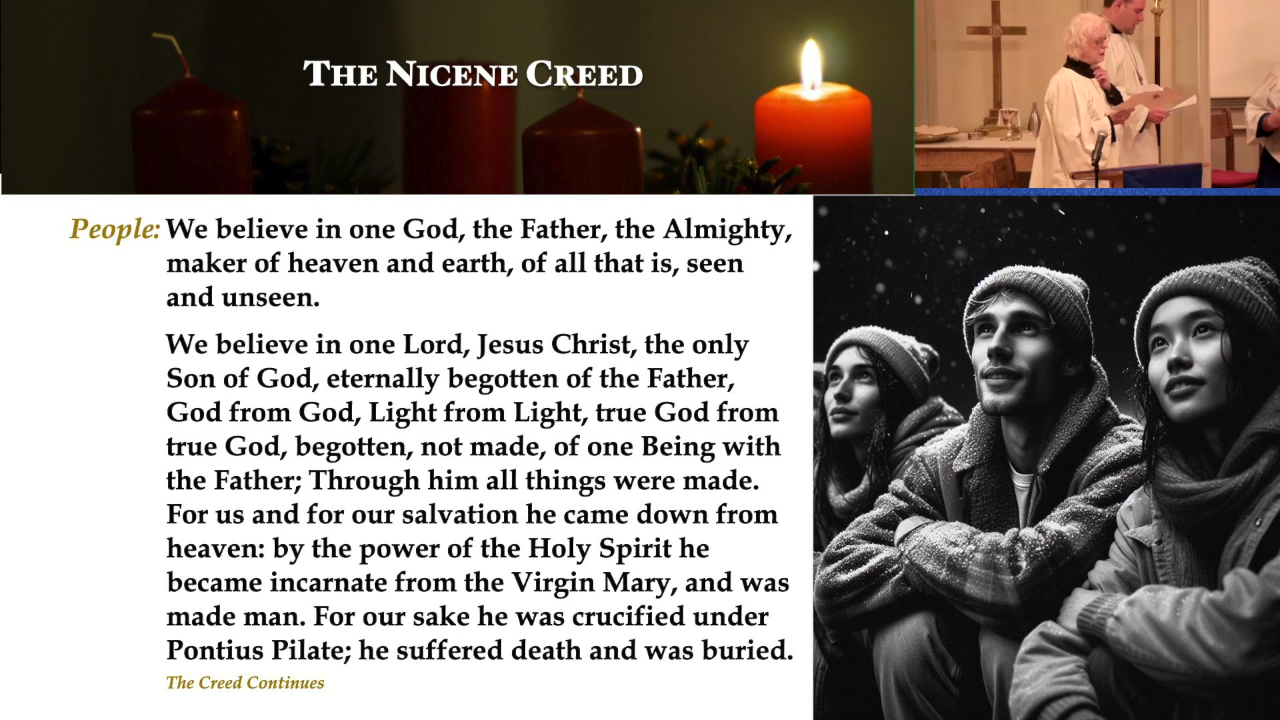 THE NICENE CREED
People: We believe in one God, the Father, the Almighty,
maker of heaven and earth, of all that is, seen
and unseen.
We believe in one Lord, Jesus Christ, the only
Son of God, eternally begotten of the Father,
God from God, Light from Light, true God from
true God, begotten, not made, of one Being with
the Father; Through him all things were made.
For us and for our salvation he came down from
heaven: by the power of the Holy Spirit he
became incarnate from the Virgin Mary, and was
made man. For our sake he was crucified under
Pontius Pilate; he suffered death and was buried.
The Creed Continues